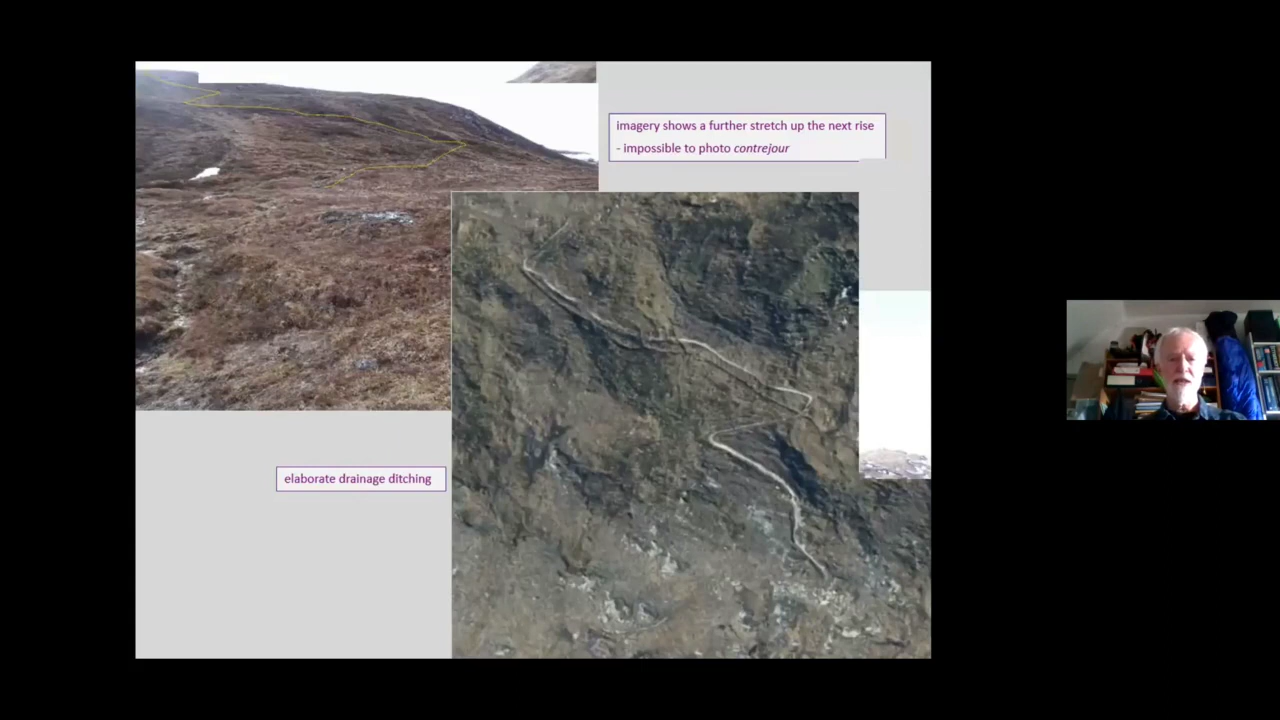 imagery shows a further stretch up the next rise
- impossible to photo contrejour
elaborate drainage ditching